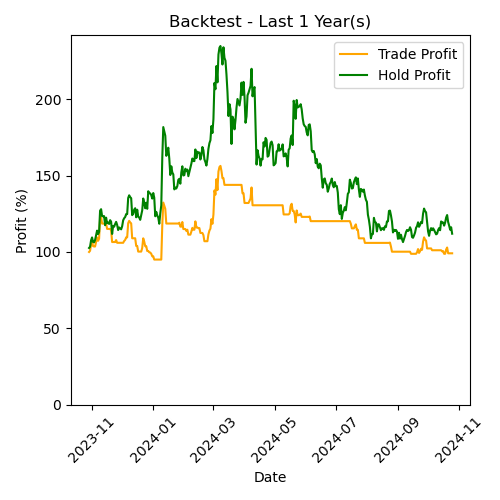 Backtest - Last 1 Year(s)
Trade Profit
Hold Profit
Profit (%)
200
150
100
50
0
2023-11
2024-01
2024-03
2024-05
2024-07
2024-09
2024-11
Date